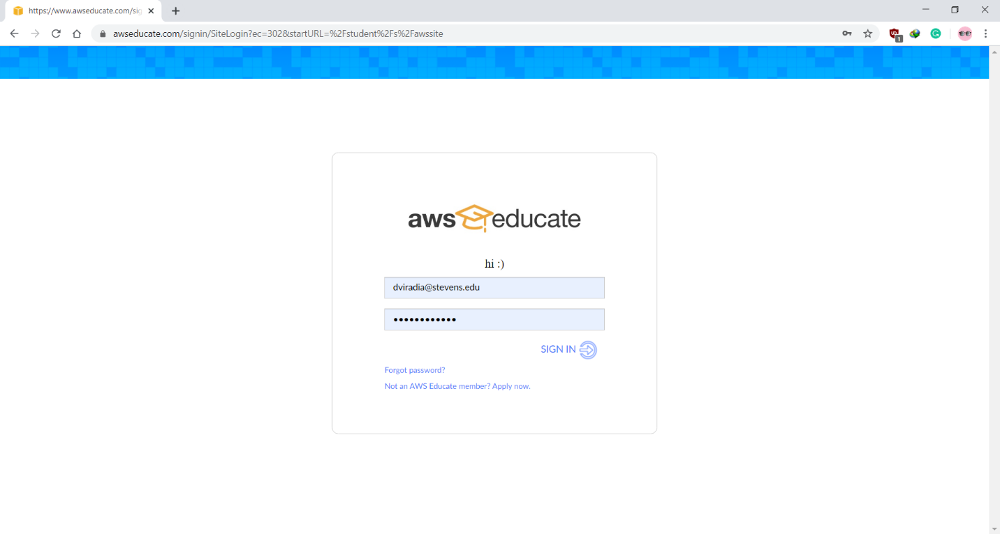 https://www.awseducate.com/sig
awseducate.com/signin/SiteLogin?ec=302&startURL=%2Fstudent%2Fs%2Fawssite
1
aws educate
hi :)
dviradia@stevens.edu
••••••••••••
SIGN IN
Forgot password?
Not an AWS Educate member? Apply now.